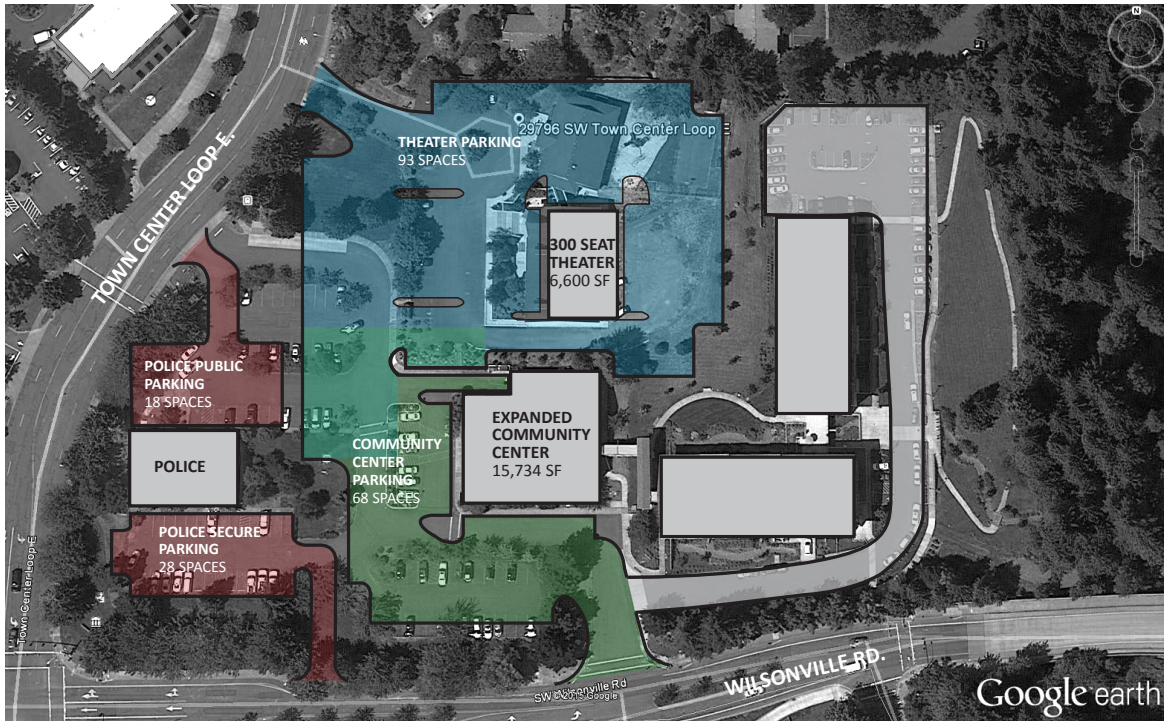 N
29796 SW Town Center Loop
THEATER PARKING
93 SPACES
TOWN CENTER LOOP E.
300 SEAT
THEATER
6,600 SF
POLICE PUBLIC
PARKING
18 SPACES
POLICE
COMMUNITY
CENTER
PARKING
68 SPACES
EXPANDED
COMMUNITY
CENTER
15,734 SF
POLICE SECURE
PARKING
28 SPACES
Town Center Loop E
WILSONVILLE RD.
SW Wilsonville Rd
© 2015 Google
Google earth